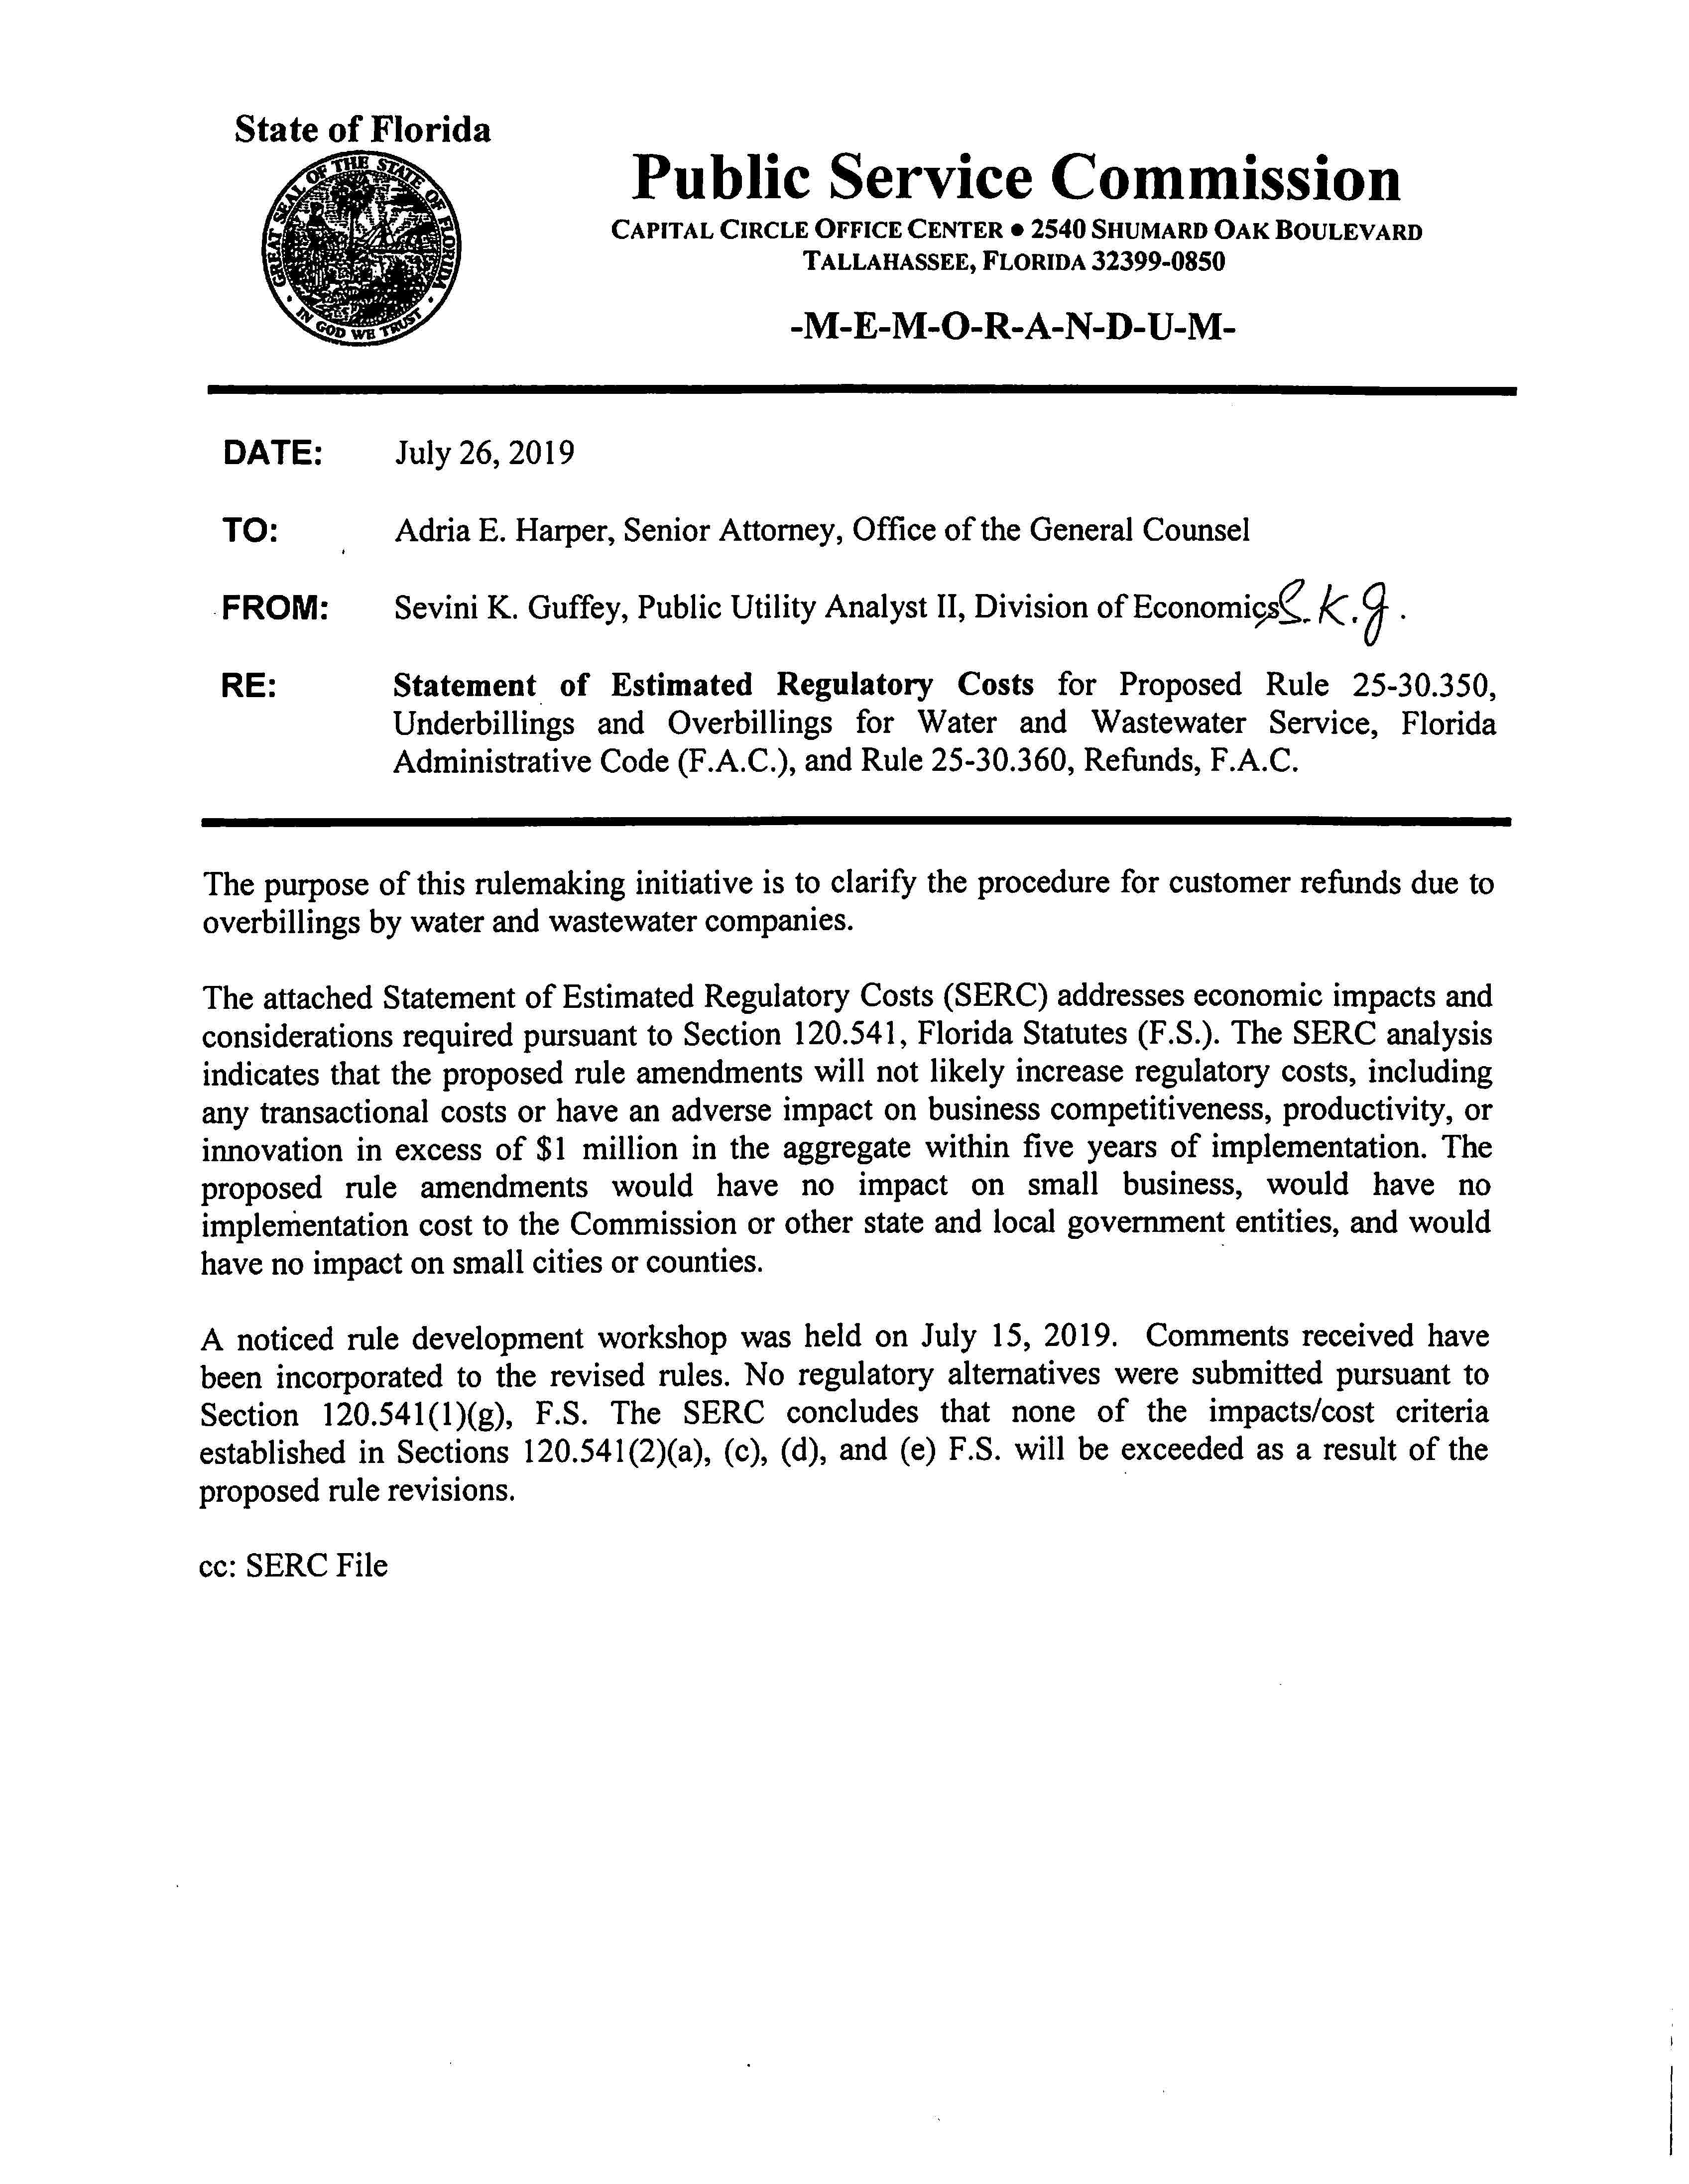 State of Florida
GREAT SEAL OF THE STATE OF FLORIDA
IN GOD WE TRUST
Public Service Commission
CAPITAL CIRCLE OFFICE CENTER ● 2540 SHUMARD OAK BOULEVARD
TALLAHASSEE, FLORIDA 32399-0850
-M-E-M-O-R-A-N-D-U-M-
DATE: July 26, 2019
TO: Adria E. Harper, Senior Attorney, Office of the General Counsel
FROM: Sevini K. Guffey, Public Utility Analyst II, Division of Economics S.K.g.
RE: Statement of Estimated Regulatory Costs for Proposed Rule 25-30.350,
Underbillings and Overbillings for Water and Wastewater Service, Florida
Administrative Code (F.A.C.), and Rule 25-30.360, Refunds, F.A.C.
The purpose of this rulemaking initiative is to clarify the procedure for customer refunds due to
overbillings by water and wastewater companies.
The attached Statement of Estimated Regulatory Costs (SERC) addresses economic impacts and
considerations required pursuant to Section 120.541, Florida Statutes (F.S.). The SERC analysis
indicates that the proposed rule amendments will not likely increase regulatory costs, including
any transactional costs or have an adverse impact on business competitiveness, productivity, or
innovation in excess of $1 million in the aggregate within five years of implementation. The
proposed rule amendments would have no impact on small business, would have no
implementation cost to the Commission or other state and local government entities, and would
have no impact on small cities or counties.
A noticed rule development workshop was held on July 15, 2019. Comments received have
been incorporated to the revised rules. No regulatory alternatives were submitted pursuant to
Section 120.541(1)(g), F.S. The SERC concludes that none of the impacts/cost criteria
established in Sections 120.541(2)(a), (c), (d), and (e) F.S. will be exceeded as a result of the
proposed rule revisions.
cc: SERC File